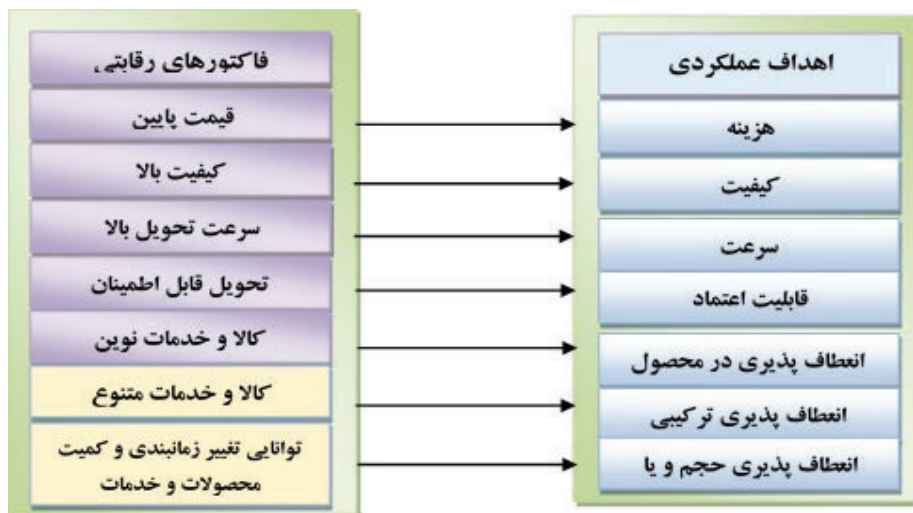 فاکتورهای رقابتی
قیمت پایین
کیفیت بالا
سرعت تحویل بالا
تحویل قابل اطمینان
کالا و خدمات نوین
کالا و خدمات متنوع
توانایی تغییر زمانبندی و کمیت
محصولات و خدمات
اهداف عملکردی
هزینه
کیفیت
سرعت
قابلیت اعتماد
انعطاف پذیری در محصول
انعطاف پذیری ترکیبی
انعطاف پذیری حجم و یا